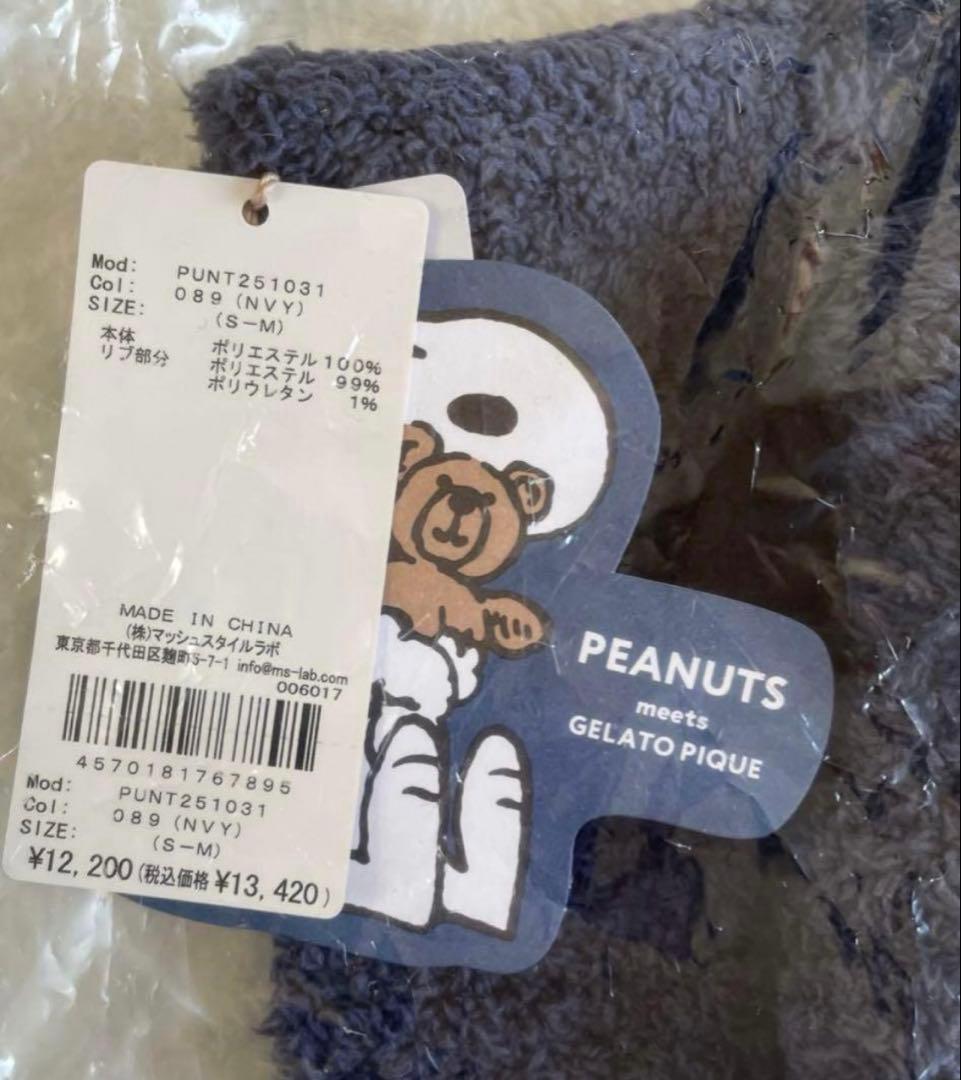 Mod: PUNT251031
Col: 089 (NVY)
SIZE: (S-M)
本体 ポリエステル 100%
リブ部分 ポリエステル 99%
ポリウレタン 1%
MADE IN CHINA
(株)マッシュスタイルラボ
東京都千代田区麹町5-7-1 info@ms-lab.com
006017
4570181767895
Mod: PUNT251031
Col: 089 (NVY)
SIZE: (S-M)
¥12,200(税込価格 ¥13,420)
PEANUTS
meets
GELATO PIQUE